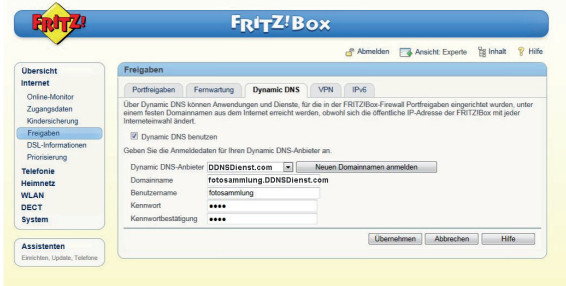 FRITZ!
FRITZ!Box
Abmelden
Ansicht: Experte
Inhalt
Hilfe
Übersicht
Internet
Online-Monitor
Zugangsdaten
Kindersicherung
Freigaben
DSL-Informationen
Priorisierung
Telefonie
Heimnetz
WLAN
DECT
System
Assistenten
Einrichten, Update, Telefone
Freigaben
Portfreigaben
Fernwartung
Dynamic DNS
VPN
IPv6
Über Dynamic DNS können Anwendungen und Dienste, für die in der FRITZ!Box-Firewall Portfreigaben eingerichtet wurden, unter
einem festen Domainnamen aus dem Internet erreicht werden, obwohl sich die öffentliche IP-Adresse der FRITZ!Box mit jeder
Interneteinwahl ändert.
Dynamic DNS benutzen
Geben Sie die Anmeldedaten für Ihren Dynamic DNS-Anbieter an.
Dynamic DNS-Anbieter DDNSDienst.com Neuen Domainnamen anmelden
Domainname fotosammlung.DDNSDienst.com
Benutzername fotosammlung
Kennwort ●●●●
Kennwortbestätigung ●●●●
Übernehmen Abbrechen Hilfe